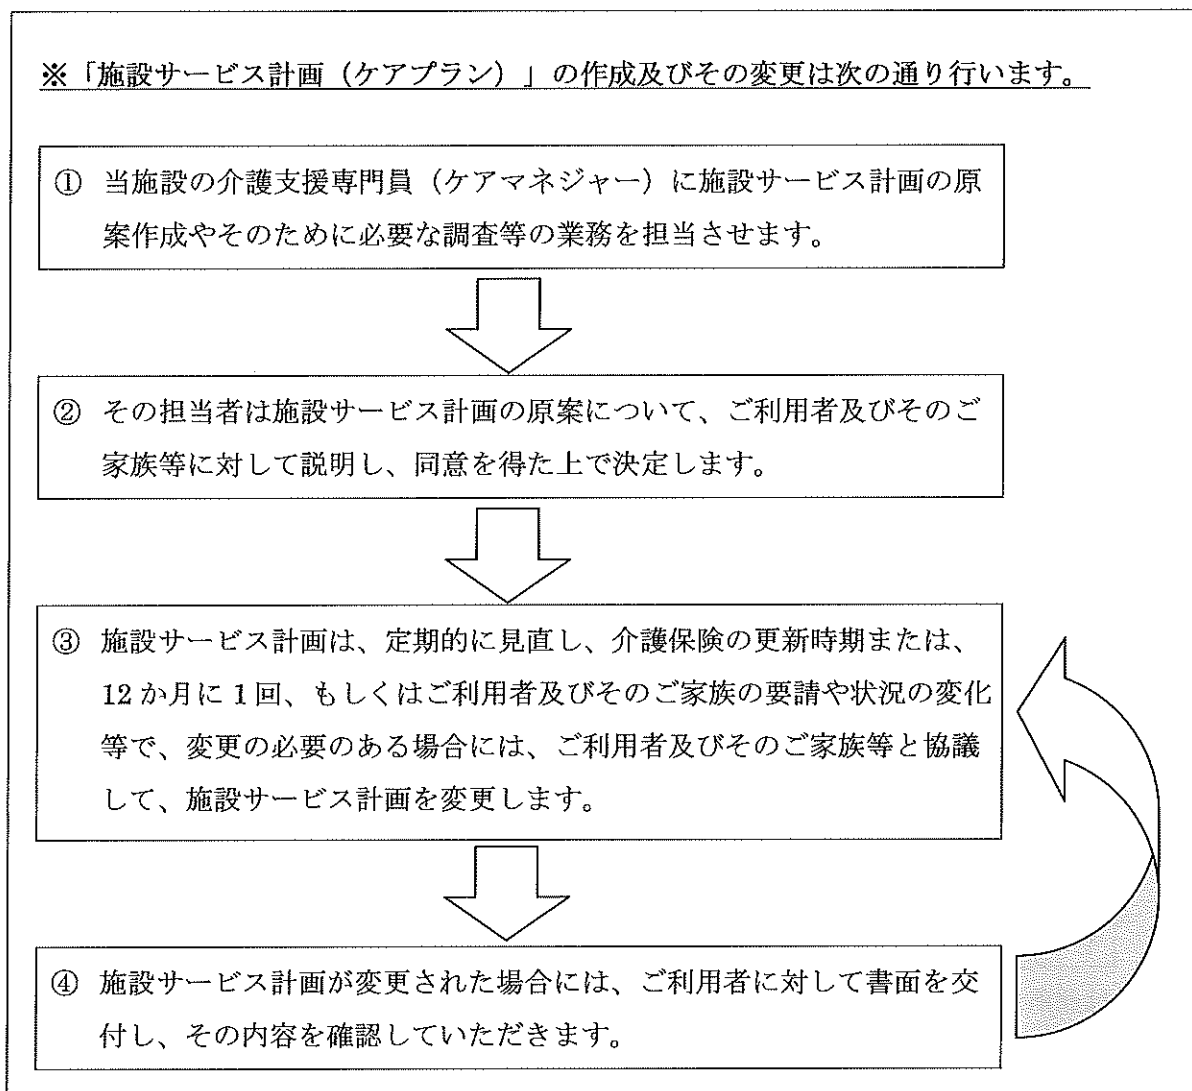 ※「施設サービス計画（ケアプラン）」の作成及びその変更は次の通り行います。
① 当施設の介護支援専門員（ケアマネジャー）に施設サービス計画の原
案作成やそのために必要な調査等の業務を担当させます。
② その担当者は施設サービス計画の原案について、ご利用者及びそのご
家族等に対して説明し、同意を得た上で決定します。
③ 施設サービス計画は、定期的に見直し、介護保険の更新時期または、
12 か月に 1 回、もしくはご利用者及びそのご家族の要請や状況の変化
等で、変更の必要のある場合には、ご利用者及びそのご家族等と協議
して、施設サービス計画を変更します。
④ 施設サービス計画が変更された場合には、ご利用者に対して書面を交
付し、その内容を確認していただきます。